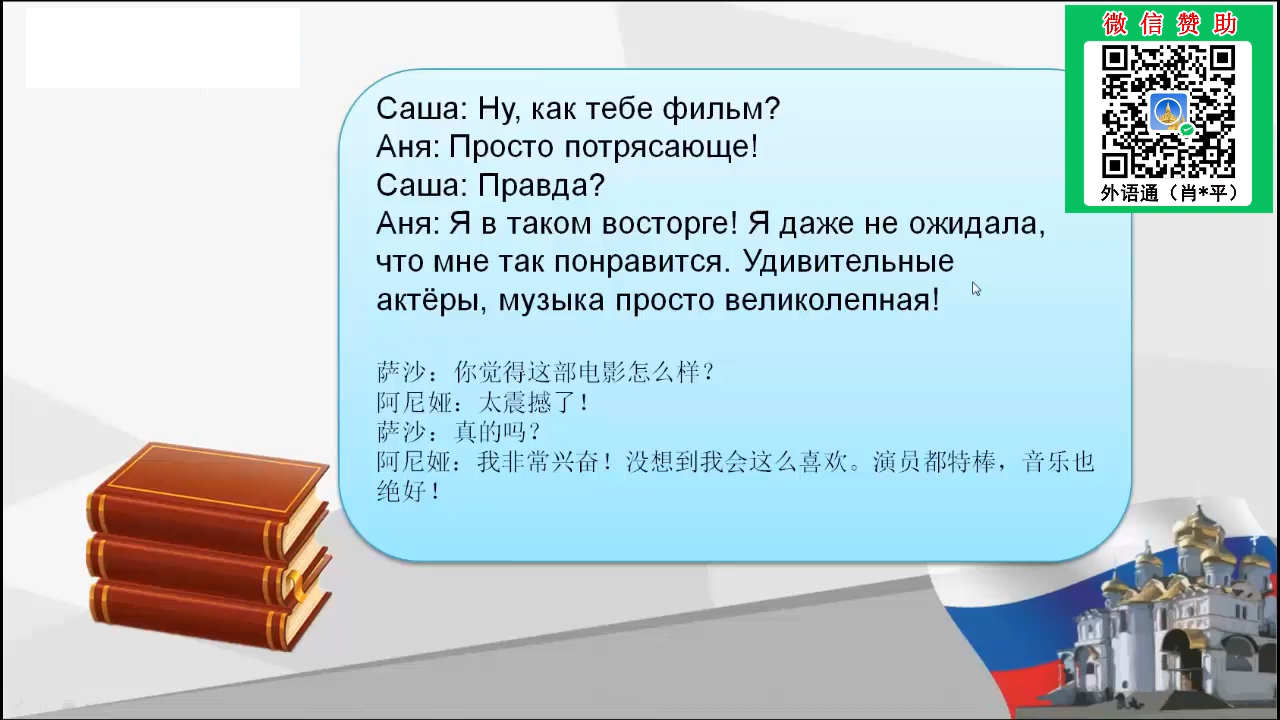 微信赞助
外语通（肖*平）
Саша: Ну, как тебе фильм?
Аня: Просто потрясающе!
Саша: Правда?
Аня: Я в таком восторге! Я даже не ожидала,
что мне так понравится. Удивительные
актёры, музыка просто великолепная!
萨沙：你觉得这部电影怎么样？
阿尼娅：太震撼了！
萨沙：真的吗？
阿尼娅：我非常兴奋！没想到我会这么喜欢。演员都特棒，音乐也
绝好！